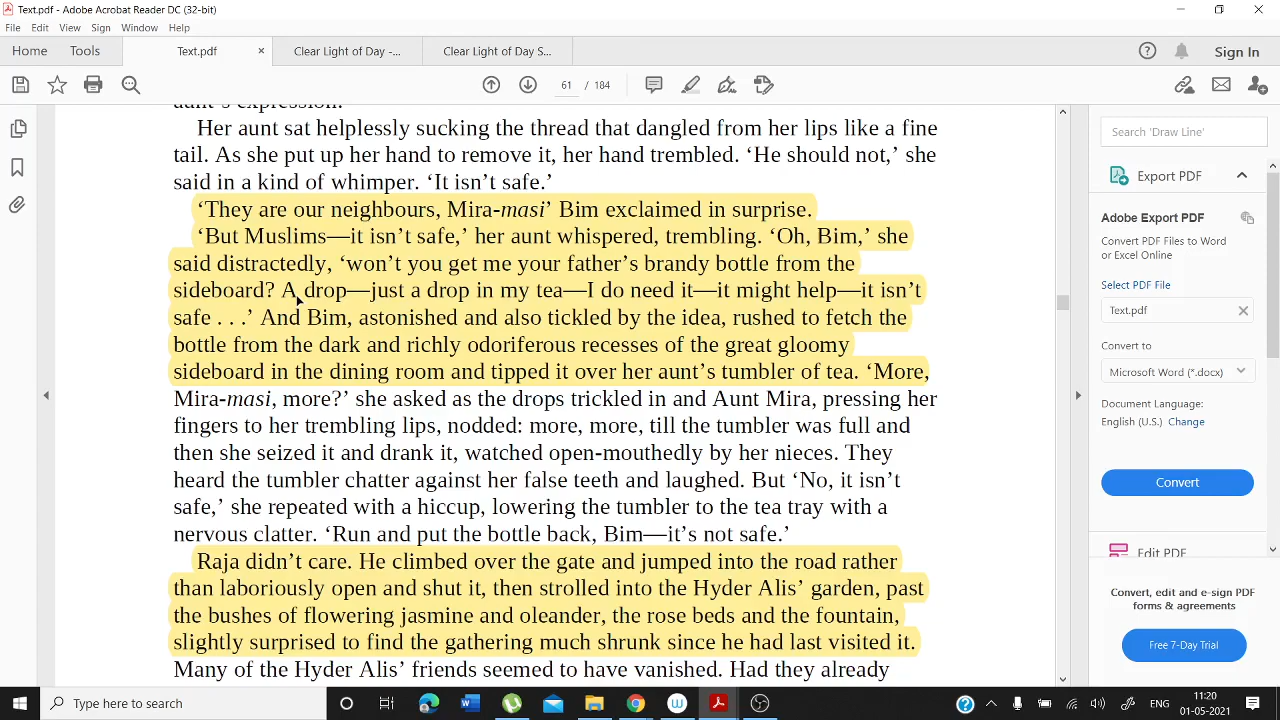 Text.pdf - Adobe Acrobat Reader DC (32-bit)
File Edit View Sign Window Help
Home Tools Text.pdf × Clear Light of Day -... Clear Light of Day S... Sign In
61 / 184
aunt's expression.
Her aunt sat helplessly sucking the thread that dangled from her lips like a fine
tail. As she put up her hand to remove it, her hand trembled. ‘He should not,’ she
said in a kind of whimper. ‘It isn’t safe.’
‘They are our neighbours, Mira-masi’ Bim exclaimed in surprise.
‘But Muslims—it isn’t safe,’ her aunt whispered, trembling. ‘Oh, Bim,’ she
said distractedly, ‘won’t you get me your father’s brandy bottle from the
sideboard? A drop—just a drop in my tea—I do need it—it might help—it isn’t
safe . . .’ And Bim, astonished and also tickled by the idea, rushed to fetch the
bottle from the dark and richly odoriferous recesses of the great gloomy
sideboard in the dining room and tipped it over her aunt’s tumbler of tea. ‘More,
Mira-masi, more?’ she asked as the drops trickled in and Aunt Mira, pressing her
fingers to her trembling lips, nodded: more, more, till the tumbler was full and
then she seized it and drank it, watched open-mouthedly by her nieces. They
heard the tumbler chatter against her false teeth and laughed. But ‘No, it isn’t
safe,’ she repeated with a hiccup, lowering the tumbler to the tea tray with a
nervous clatter. ‘Run and put the bottle back, Bim—it’s not safe.’
Raja didn’t care. He climbed over the gate and jumped into the road rather
than laboriously open and shut it, then strolled into the Hyder Alis’ garden, past
the bushes of flowering jasmine and oleander, the rose beds and the fountain,
slightly surprised to find the gathering much shrunk since he had last visited it.
Many of the Hyder Alis’ friends seemed to have vanished. Had they already
Search 'Draw Line'
Export PDF
Adobe Export PDF
Convert PDF Files to Word
or Excel Online
Select PDF File
Text.pdf
Convert to
Microsoft Word (*.docx)
Document Language:
English (U.S.) Change
Convert
Edit PDF
Convert, edit and e-sign PDF
forms & agreements
Free 7-Day Trial
Type here to search
ENG
11:20
01-05-2021